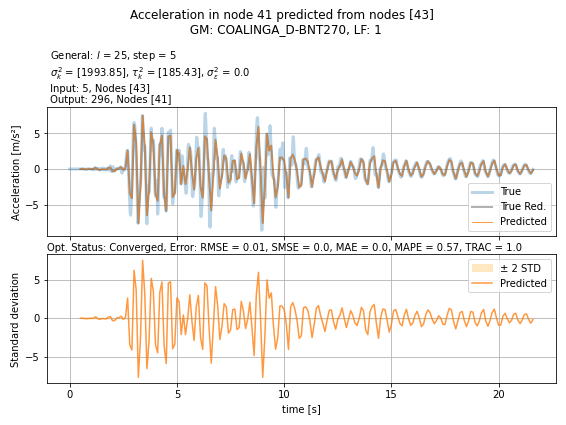 Acceleration in node 41 predicted from nodes [43]
GM: COALINGA_D-BNT270, LF: 1
General: l = 25, step = 5
σ²ₖ = [1993.85], τ²ₖ = [185.43], σ²ε = 0.0
Input: 5, Nodes [43]
Output: 296, Nodes [41]
Acceleration [m/s²]
5
0
−5
True
True Red.
Predicted
Opt. Status: Converged, Error: RMSE = 0.01, SMSE = 0.0, MAE = 0.0, MAPE = 0.57, TRAC = 1.0
Standard deviation
5
0
−5
± 2 STD
Predicted
0 5 10 15 20
time [s]